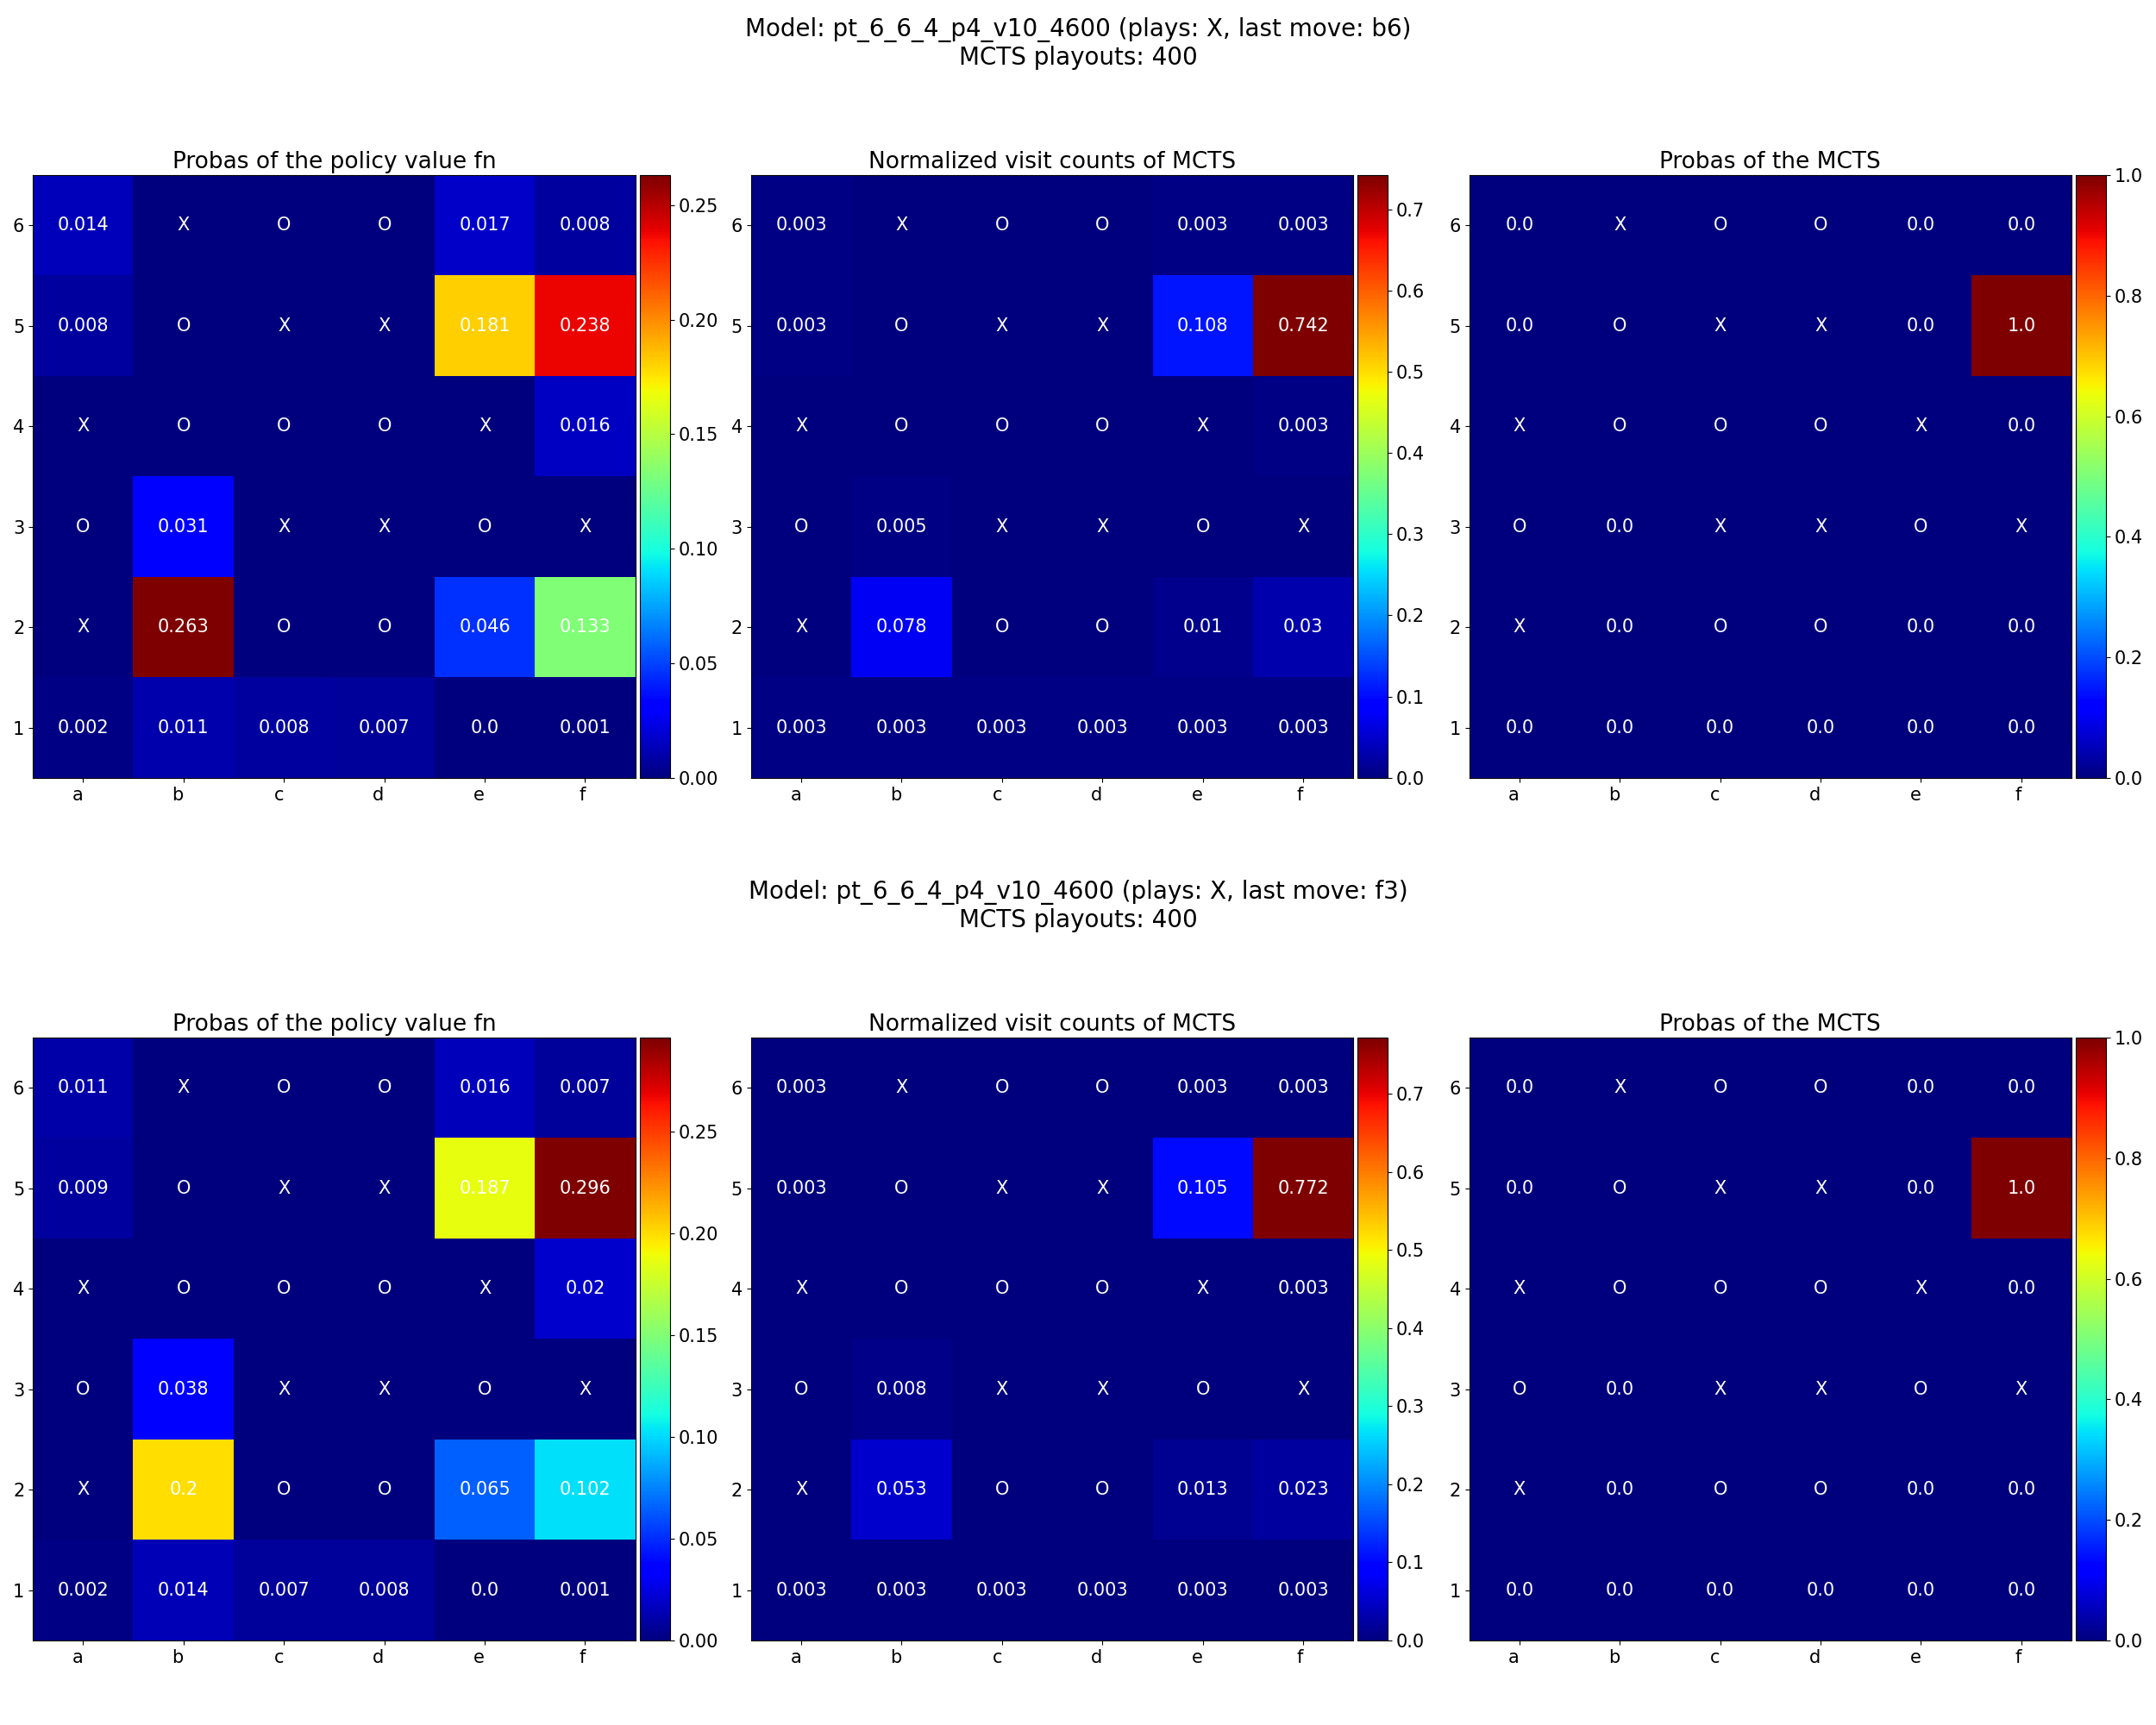 Model: pt_6_6_4_p4_v10_4600 (plays: X, last move: b6)
MCTS playouts: 400
Probas of the policy value fn
Normalized visit counts of MCTS
Probas of the MCTS
6 0.014 X O O 0.017 0.008
5 0.008 O X X 0.181 0.238
4 X O O O X 0.016
3 O 0.031 X X O X
2 X 0.263 O O 0.046 0.133
1 0.002 0.011 0.008 0.007 0.0 0.001
a b c d e f
0.25
0.20
0.15
0.10
0.05
0.00
6 0.003 X O O 0.003 0.003
5 0.003 O X X 0.108 0.742
4 X O O O X 0.003
3 O 0.005 X X O X
2 X 0.078 O O 0.01 0.03
1 0.003 0.003 0.003 0.003 0.003 0.003
a b c d e f
0.7
0.6
0.5
0.4
0.3
0.2
0.1
0.0
6 0.0 X O O 0.0 0.0
5 0.0 O X X 0.0 1.0
4 X O O O X 0.0
3 O 0.0 X X O X
2 X 0.0 O O 0.0 0.0
1 0.0 0.0 0.0 0.0 0.0 0.0
a b c d e f
1.0
0.8
0.6
0.4
0.2
0.0
Model: pt_6_6_4_p4_v10_4600 (plays: X, last move: f3)
MCTS playouts: 400
Probas of the policy value fn
Normalized visit counts of MCTS
Probas of the MCTS
6 0.011 X O O 0.016 0.007
5 0.009 O X X 0.187 0.296
4 X O O O X 0.02
3 O 0.038 X X O X
2 X 0.2 O O 0.065 0.102
1 0.002 0.014 0.007 0.008 0.0 0.001
a b c d e f
0.25
0.20
0.15
0.10
0.05
0.00
6 0.003 X O O 0.003 0.003
5 0.003 O X X 0.105 0.772
4 X O O O X 0.003
3 O 0.008 X X O X
2 X 0.053 O O 0.013 0.023
1 0.003 0.003 0.003 0.003 0.003 0.003
a b c d e f
0.7
0.6
0.5
0.4
0.3
0.2
0.1
0.0
6 0.0 X O O 0.0 0.0
5 0.0 O X X 0.0 1.0
4 X O O O X 0.0
3 O 0.0 X X O X
2 X 0.0 O O 0.0 0.0
1 0.0 0.0 0.0 0.0 0.0 0.0
a b c d e f
1.0
0.8
0.6
0.4
0.2
0.0